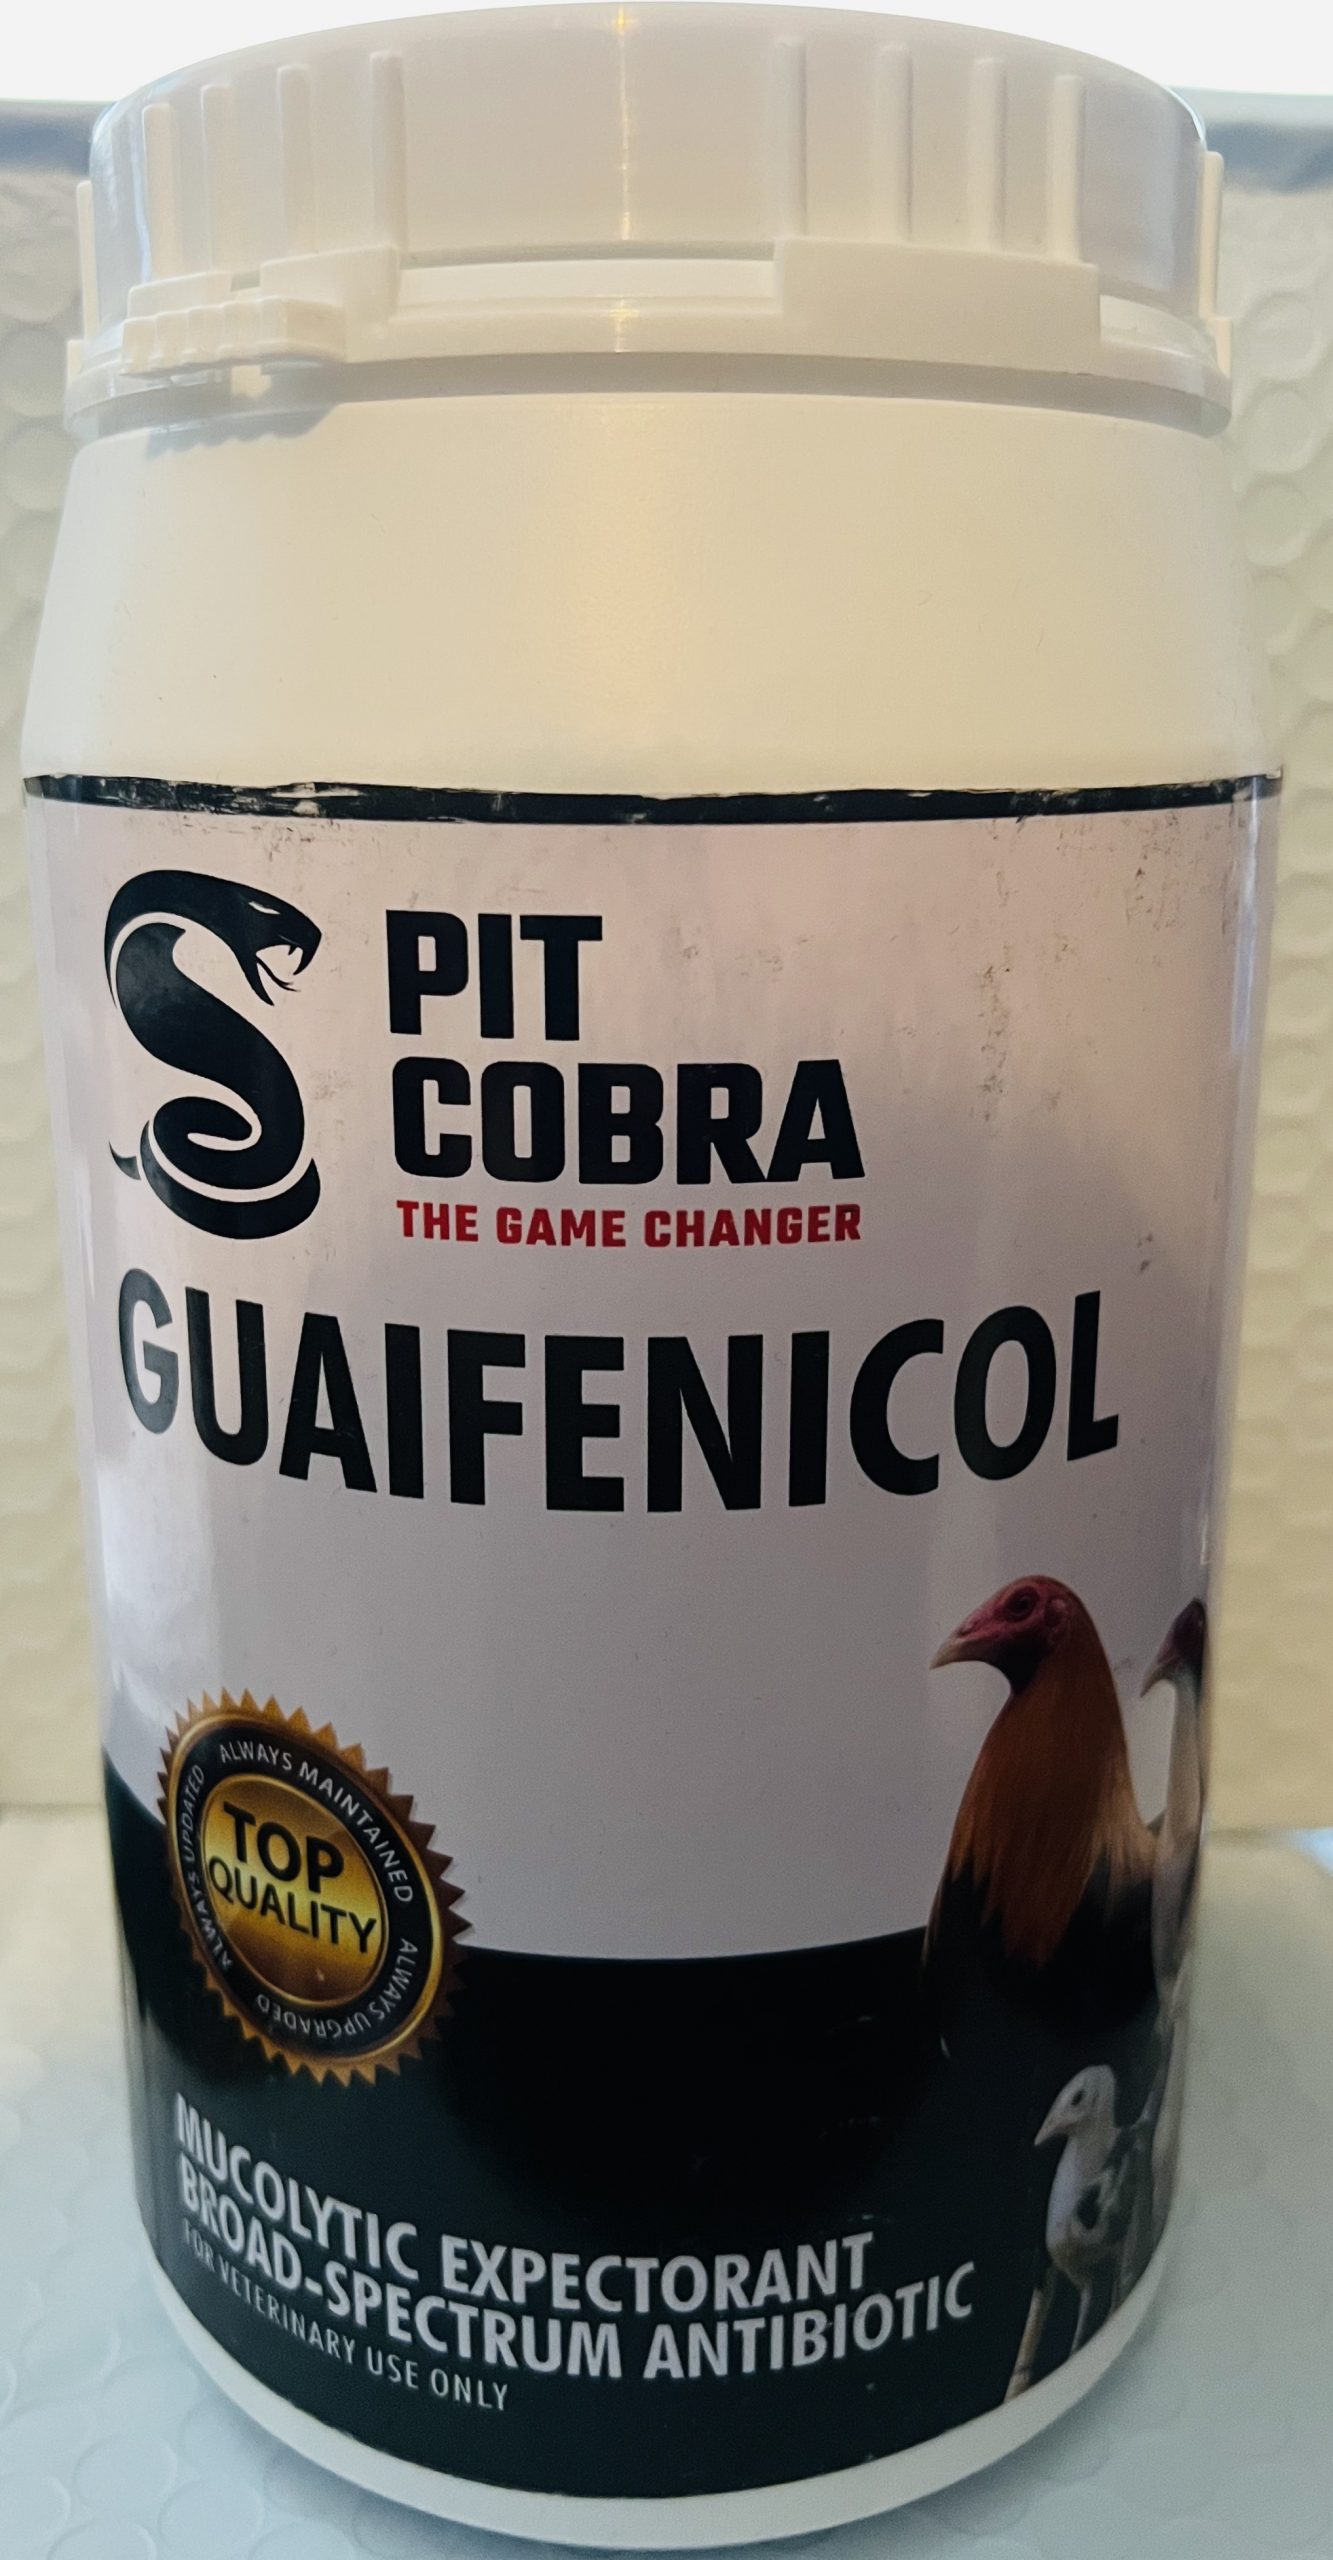 PIT
COBRA
THE GAME CHANGER
GUAIFENICOL
ALWAYS MAINTAINED
ALWAYS UPGRADED
ALWAYS UPDATED
TOP
QUALITY
MUCOLYTIC EXPECTORANT
BROAD-SPECTRUM ANTIBIOTIC
FOR VETERINARY USE ONLY